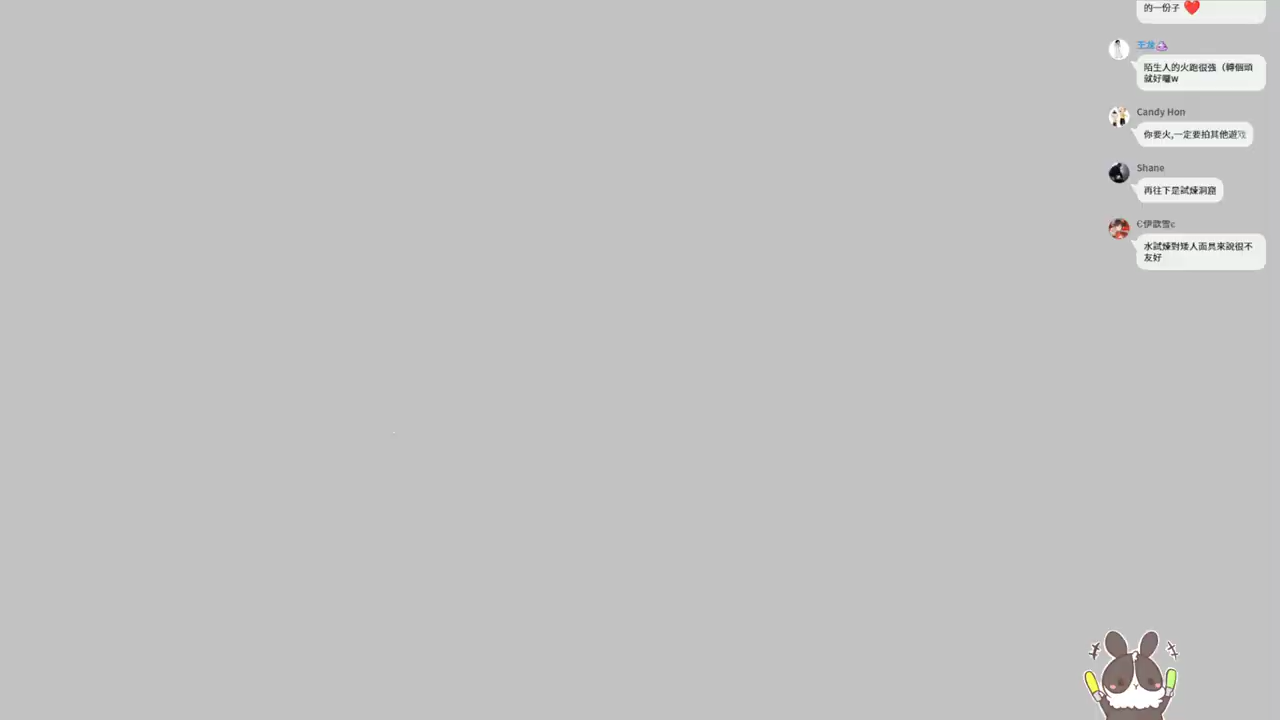 的一份子 ❤️
王龙
陌生人的火跑很強（轉個頭
就好囉w
Candy Hon
你要火,一定要拍其他遊戏
Shane
再往下是試煉洞窟
C伊歐雪c
水試煉對矮人面具來說很不
友好